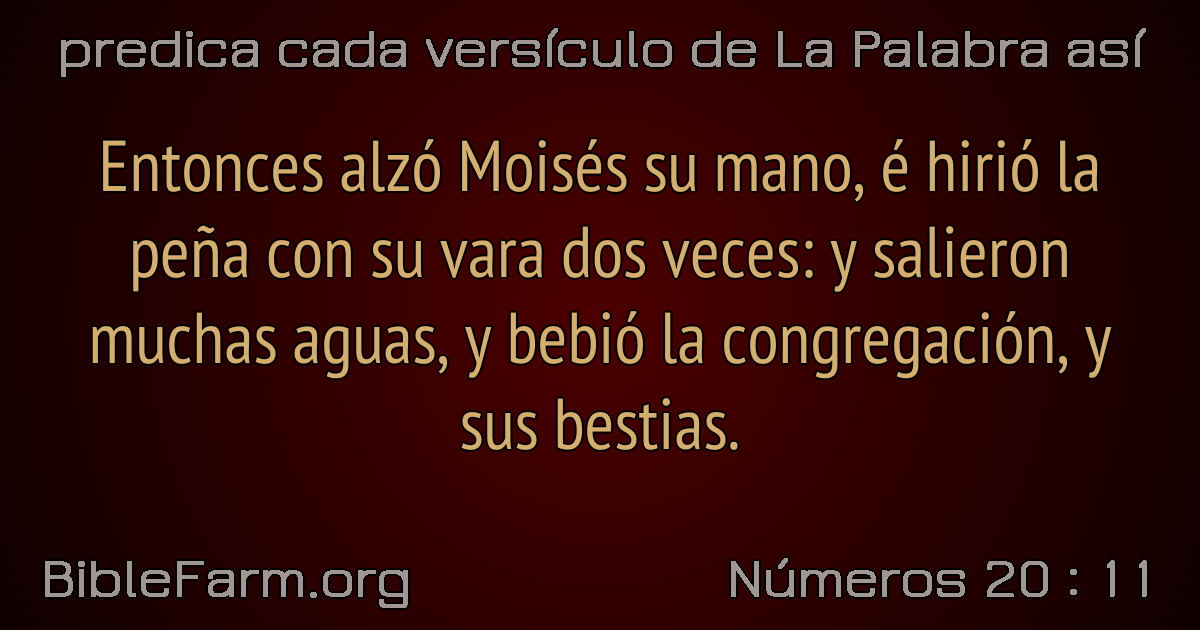 predica cada versículo de La Palabra así
Entonces alzó Moisés su mano, é hirió la
peña con su vara dos veces: y salieron
muchas aguas, y bebió la congregación, y
sus bestias.
BibleFarm.org
Números 20 : 11